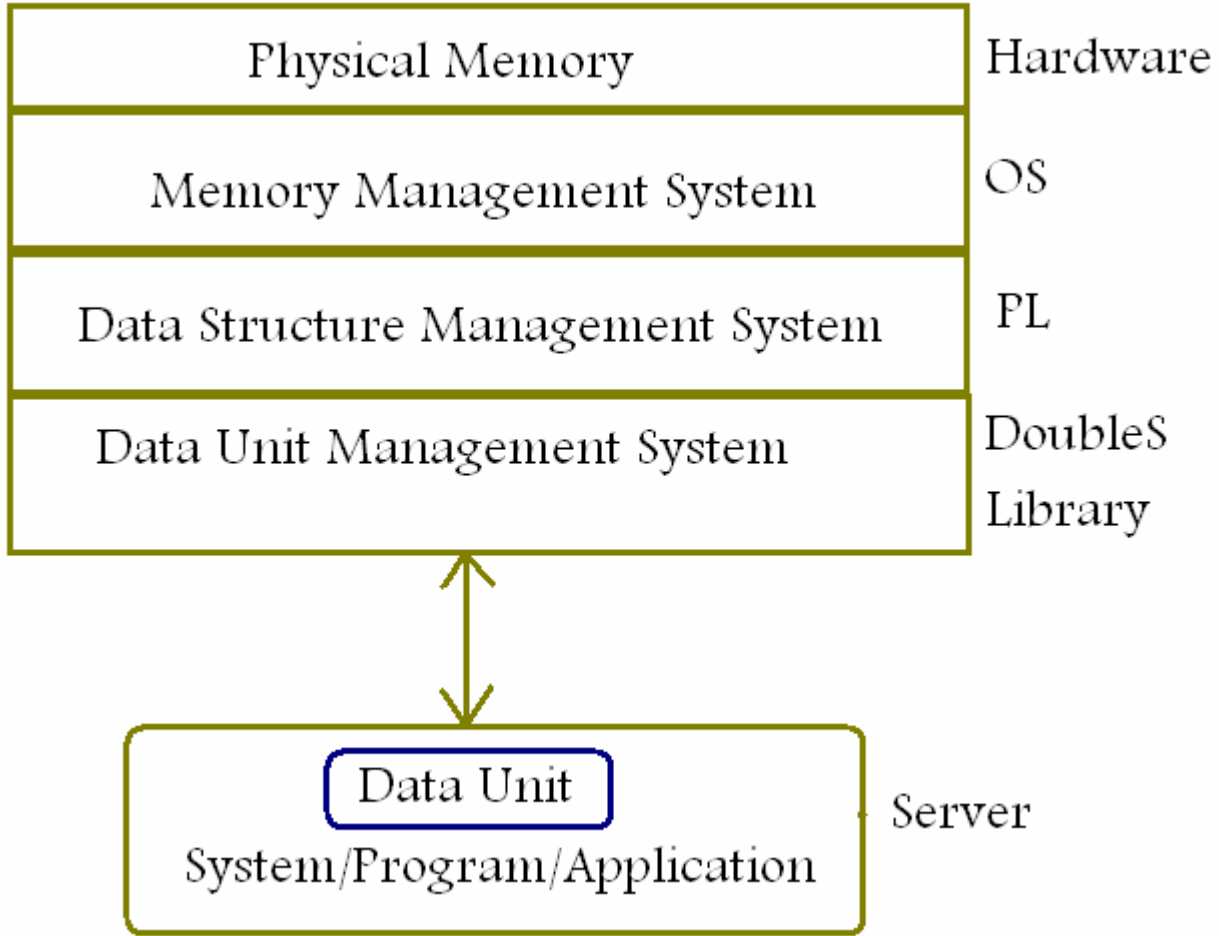 Physical Memory
Hardware
Memory Management System
OS
Data Structure Management System
PL
Data Unit Management System
DoubleS
Library
Data Unit
System/Program/Application
Server